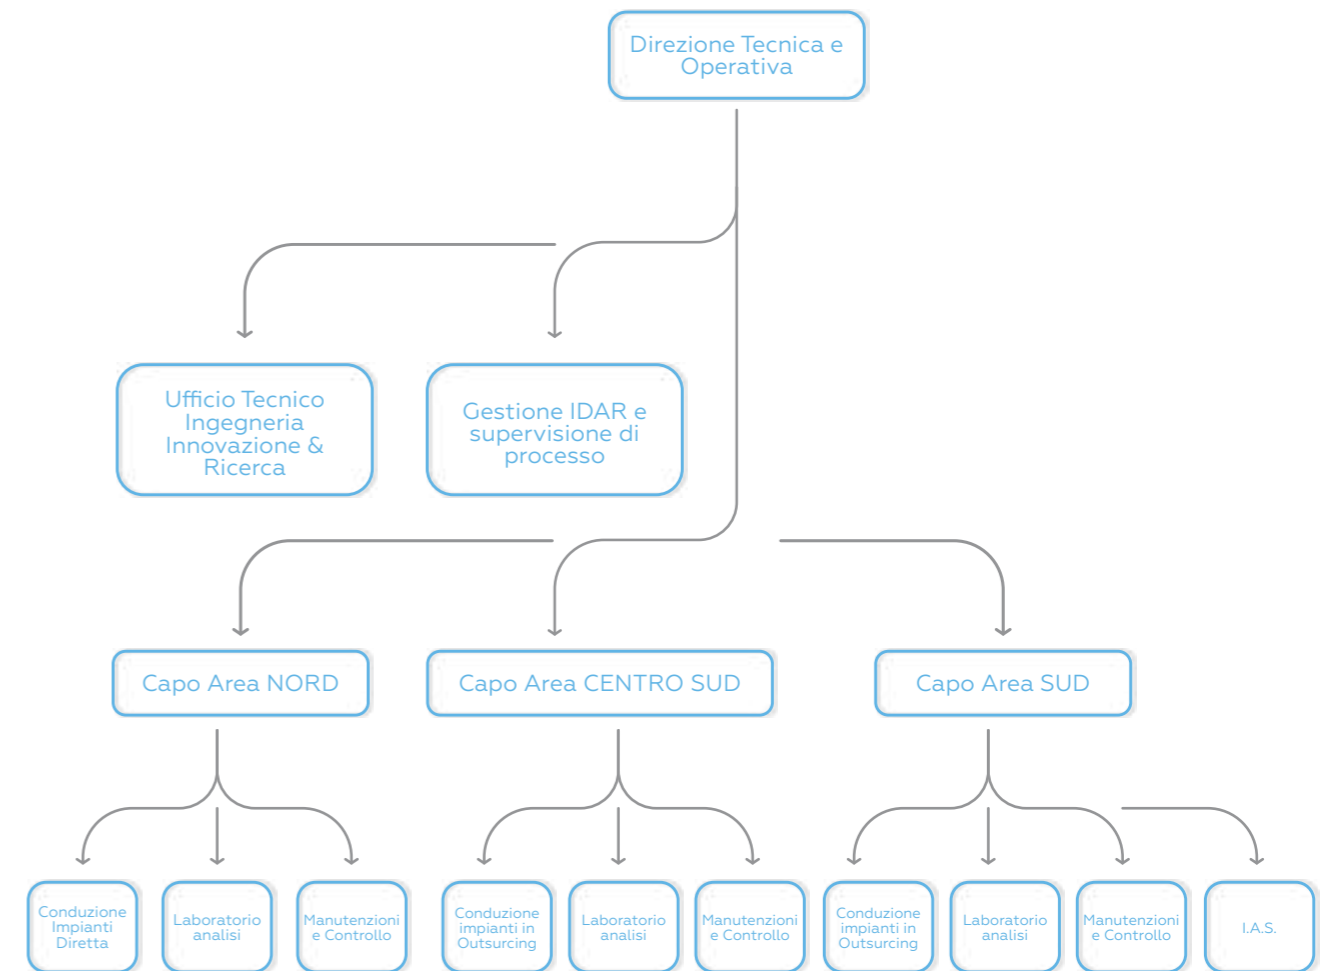 Direzione Tecnica e
Operativa
Ufficio Tecnico
Ingegneria
Innovazione &
Ricerca
Gestione IDAR e
supervisione di
processo
Capo Area NORD
Capo Area CENTRO SUD
Capo Area SUD
Conduzione
Impianti
Diretta
Laboratorio
analisi
Manutenzioni
e Controllo
Conduzione
impianti in
Outsurcing
Laboratorio
analisi
Manutenzioni
e Controllo
Conduzione
impianti in
Outsurcing
Laboratorio
analisi
Manutenzioni
e Controllo
I.A.S.